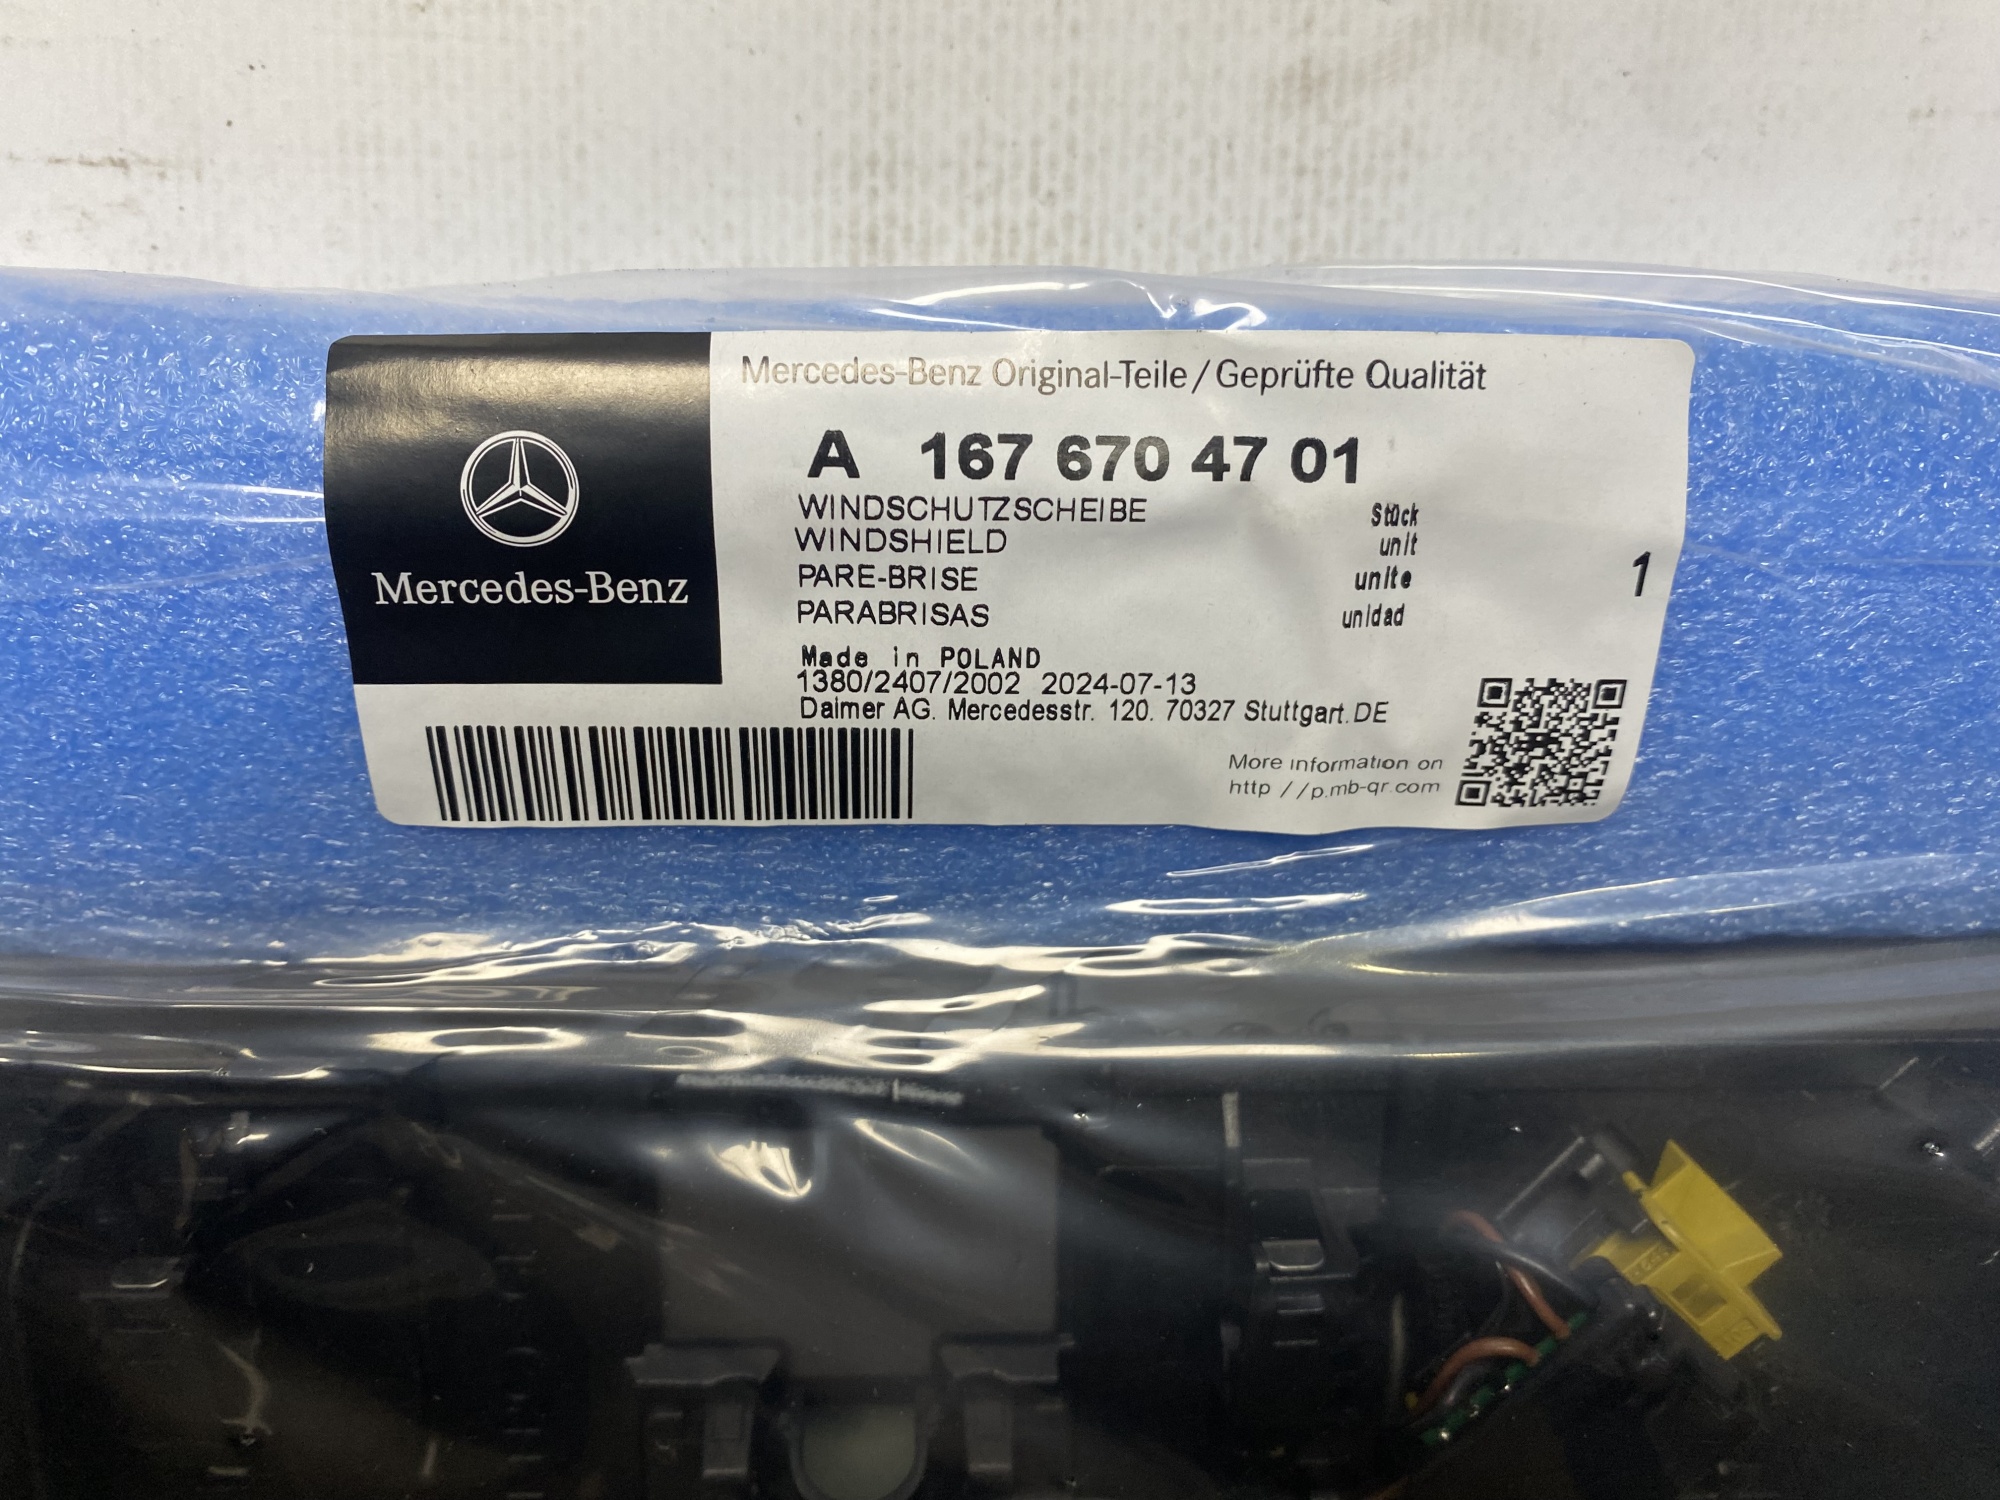 Mercedes-Benz Original-Teile / Geprüfte Qualität
A 167 670 47 01
WINDSCHUTZSCHEIBE Stück
WINDSHIELD unit
PARE-BRISE unite
PARABRISAS unidad
1
Made in POLAND
1380/2407/2002 2024-07-13
Daimer AG. Mercedesstr. 120. 70327 Stuttgart.DE
More information on
http //p.mb-qr.com
Mercedes-Benz